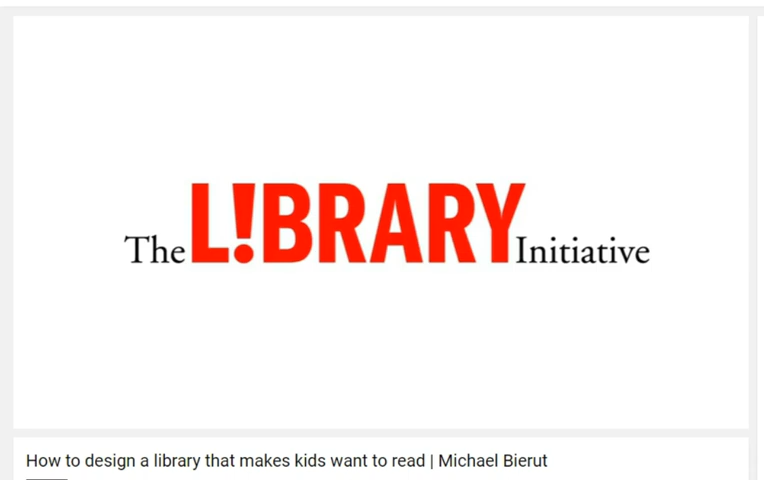 The L!BRARY Initiative
How to design a library that makes kids want to read | Michael Bierut